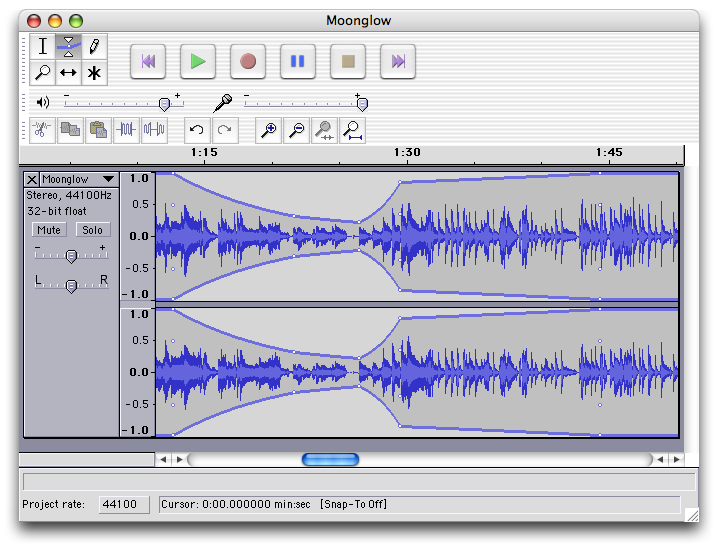 Moonglow
- +
- +
1:15 1:30 1:45
X Moonglow
Stereo, 44100Hz
32-bit float
Mute Solo
- +
L R
1.0
0.5
0.0
-0.5
-1.0
1.0
0.5
0.0
-0.5
-1.0
Project rate: 44100 Cursor: 0:00.000000 min:sec [Snap-To Off]